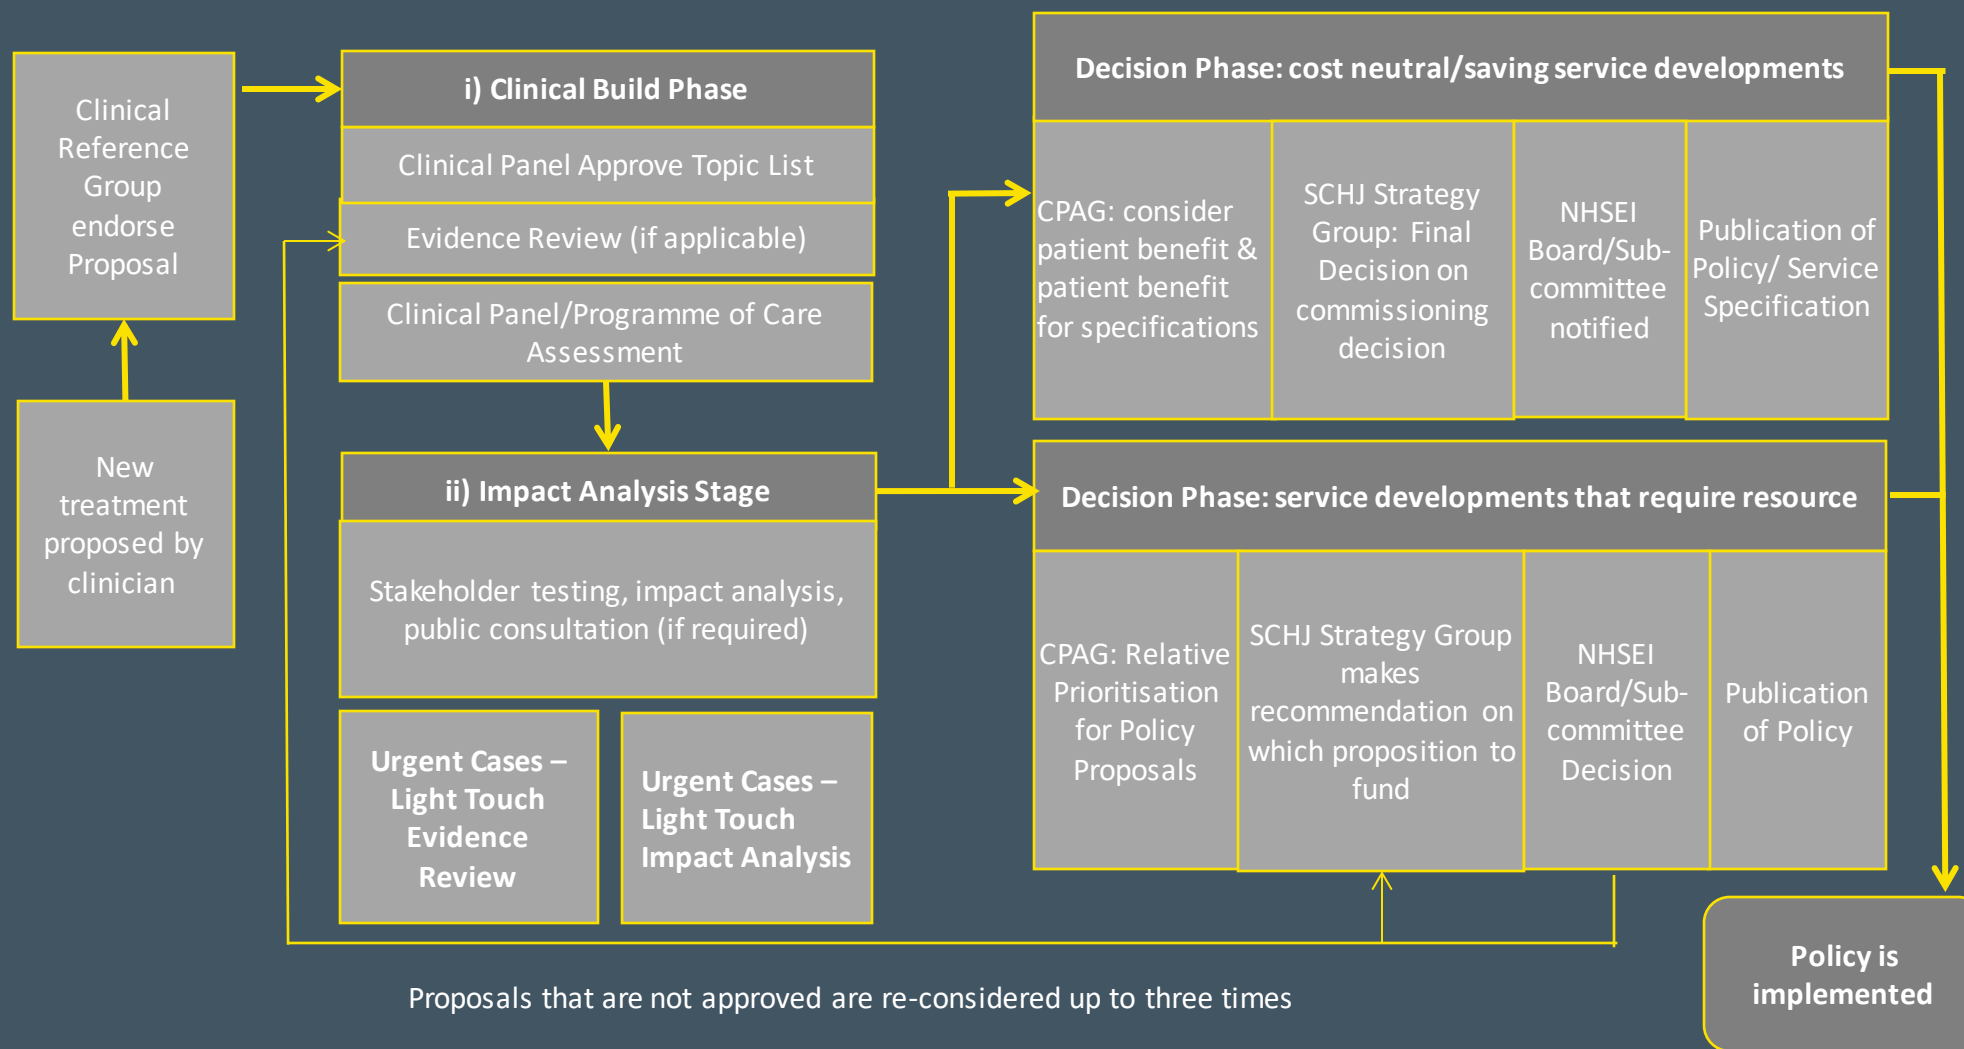 New
treatment
proposed by
clinician
Clinical
Reference
Group
endorse
Proposal
i) Clinical Build Phase
Clinical Panel Approve Topic List
Evidence Review (if applicable)
Clinical Panel/Programme of Care
Assessment
ii) Impact Analysis Stage
Stakeholder testing, impact analysis,
public consultation (if required)
Urgent Cases –
Light Touch
Evidence
Review
Urgent Cases –
Light Touch
Impact Analysis
Decision Phase: cost neutral/saving service developments
CPAG: consider
patient benefit &
patient benefit
for specifications
SCHJ Strategy
Group: Final
Decision on
commissioning
decision
NHSEI
Board/Sub-
committee
notified
Publication of
Policy/ Service
Specification
Decision Phase: service developments that require resource
CPAG: Relative
Prioritisation
for Policy
Proposals
SCHJ Strategy Group
makes
recommendation on
which proposition to
fund
NHSEI
Board/Sub-
committee
Decision
Publication
of Policy
Policy is
implemented
Proposals that are not approved are re-considered up to three times